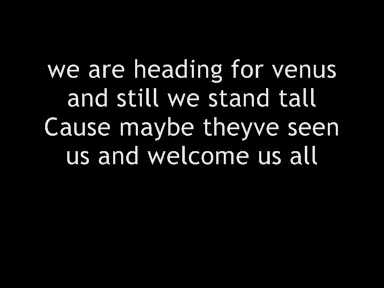 we are heading for venus
and still we stand tall
Cause maybe theyve seen
us and welcome us all